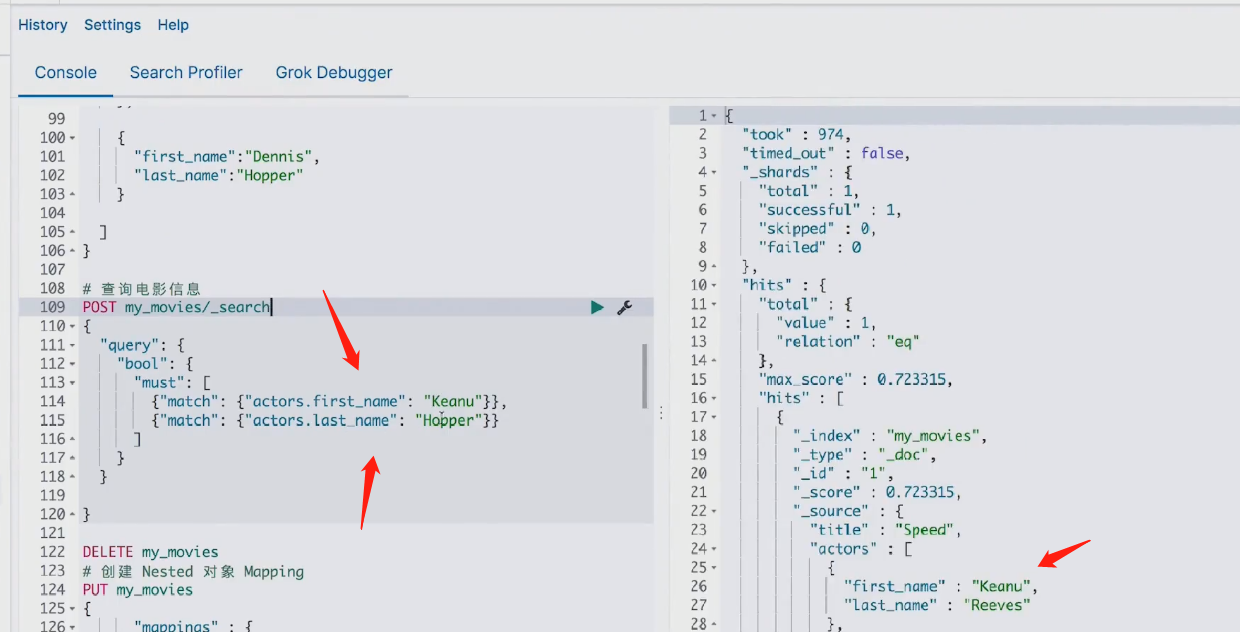 History Settings Help
Console Search Profiler Grok Debugger
99
100 {
101 "first_name":"Dennis",
102 "last_name":"Hopper"
103 }
104
105 ]
106 }
107
108 # 查询电影信息
109 POST my_movies/_search
110 {
111 "query": {
112 "bool": {
113 "must": [
114 {"match": {"actors.first_name": "Keanu"}},
115 {"match": {"actors.last_name": "Hopper"}}
116 ]
117 }
118 }
119
120 }
121
122 DELETE my_movies
123 # 创建 Nested 对象 Mapping
124 PUT my_movies
125 {
126 "mappings" : {
1 {
2 "took" : 974,
3 "timed_out" : false,
4 "_shards" : {
5 "total" : 1,
6 "successful" : 1,
7 "skipped" : 0,
8 "failed" : 0
9 },
10 "hits" : {
11 "total" : {
12 "value" : 1,
13 "relation" : "eq"
14 },
15 "max_score" : 0.723315,
16 "hits" : [
17 {
18 "_index" : "my_movies",
19 "_type" : "_doc",
20 "_id" : "1",
21 "_score" : 0.723315,
22 "_source" : {
23 "title" : "Speed",
24 "actors" : [
25 {
26 "first_name" : "Keanu",
27 "last_name" : "Reeves"
28 },